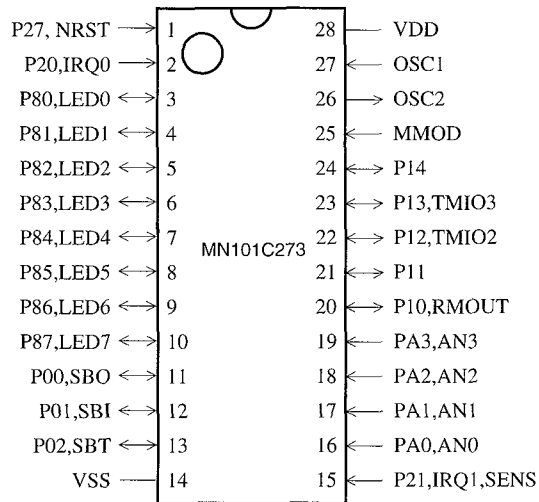 P27, NRST 1 28 VDD
P20,IRQ0 2 27 OSC1
P80,LED0 3 26 OSC2
P81,LED1 4 25 MMOD
P82,LED2 5 24 P14
P83,LED3 6 23 P13,TMIO3
P84,LED4 7 22 P12,TMIO2
MN101C273
P85,LED5 8 21 P11
P86,LED6 9 20 P10,RMOUT
P87,LED7 10 19 PA3,AN3
P00,SBO 11 18 PA2,AN2
P01,SBI 12 17 PA1,AN1
P02,SBT 13 16 PA0,AN0
VSS 14 15 P21,IRQ1,SENS